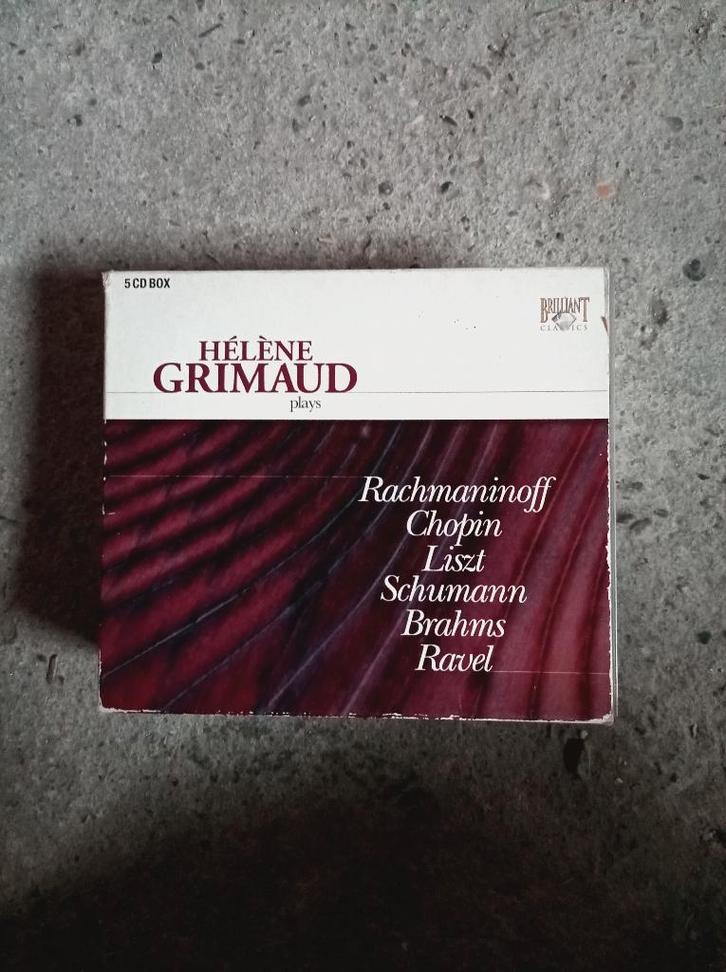 5 CD BOX
BRILLIANT
CLASSICS
HÉLÈNE
GRIMAUD
plays
Rachmaninoff
Chopin
Liszt
Schumann
Brahms
Ravel